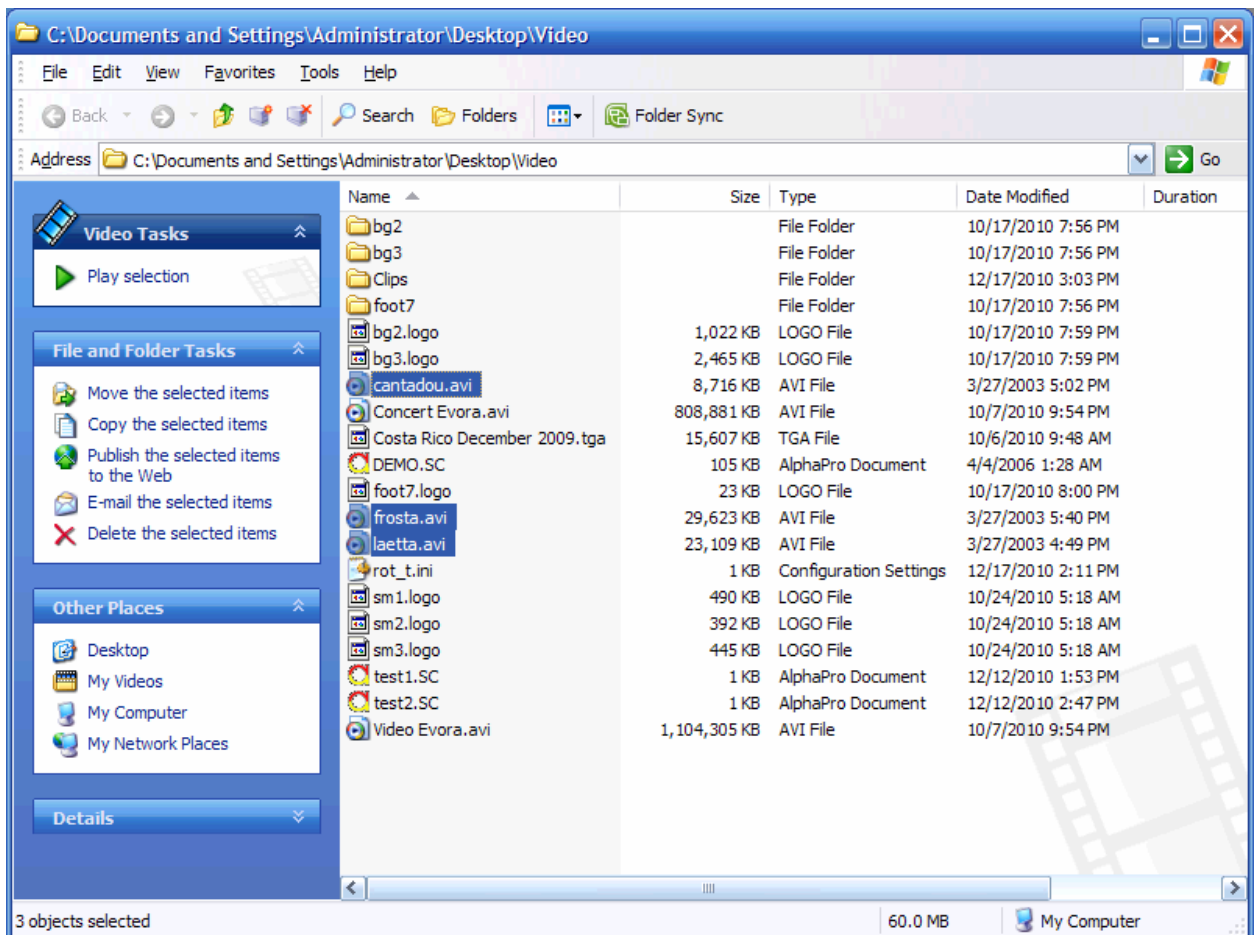 C:\Documents and Settings\Administrator\Desktop\Video
File Edit View Favorites Tools Help
Back Search Folders Folder Sync
Address C:\Documents and Settings\Administrator\Desktop\Video Go
Video Tasks
Play selection
File and Folder Tasks
Move the selected items
Copy the selected items
Publish the selected items
to the Web
E-mail the selected items
Delete the selected items
Other Places
Desktop
My Videos
My Computer
My Network Places
Details
Name Size Type Date Modified Duration
bg2 File Folder 10/17/2010 7:56 PM
bg3 File Folder 10/17/2010 7:56 PM
Clips File Folder 12/17/2010 3:03 PM
foot7 File Folder 10/17/2010 7:56 PM
bg2.logo 1,022 KB LOGO File 10/17/2010 7:59 PM
bg3.logo 2,465 KB LOGO File 10/17/2010 7:59 PM
cantadou.avi 8,716 KB AVI File 3/27/2003 5:02 PM
Concert Evora.avi 808,881 KB AVI File 10/7/2010 9:54 PM
Costa Rico December 2009.tga 15,607 KB TGA File 10/6/2010 9:48 AM
DEMO.SC 105 KB AlphaPro Document 4/4/2006 1:28 AM
foot7.logo 23 KB LOGO File 10/17/2010 8:00 PM
frosta.avi 29,623 KB AVI File 3/27/2003 5:40 PM
laetta.avi 23,109 KB AVI File 3/27/2003 4:49 PM
rot_t.ini 1 KB Configuration Settings 12/17/2010 2:11 PM
sm1.logo 490 KB LOGO File 10/24/2010 5:18 AM
sm2.logo 392 KB LOGO File 10/24/2010 5:18 AM
sm3.logo 445 KB LOGO File 10/24/2010 5:18 AM
test1.SC 1 KB AlphaPro Document 12/12/2010 1:53 PM
test2.SC 1 KB AlphaPro Document 12/12/2010 2:47 PM
Video Evora.avi 1,104,305 KB AVI File 10/7/2010 9:54 PM
3 objects selected 60.0 MB My Computer